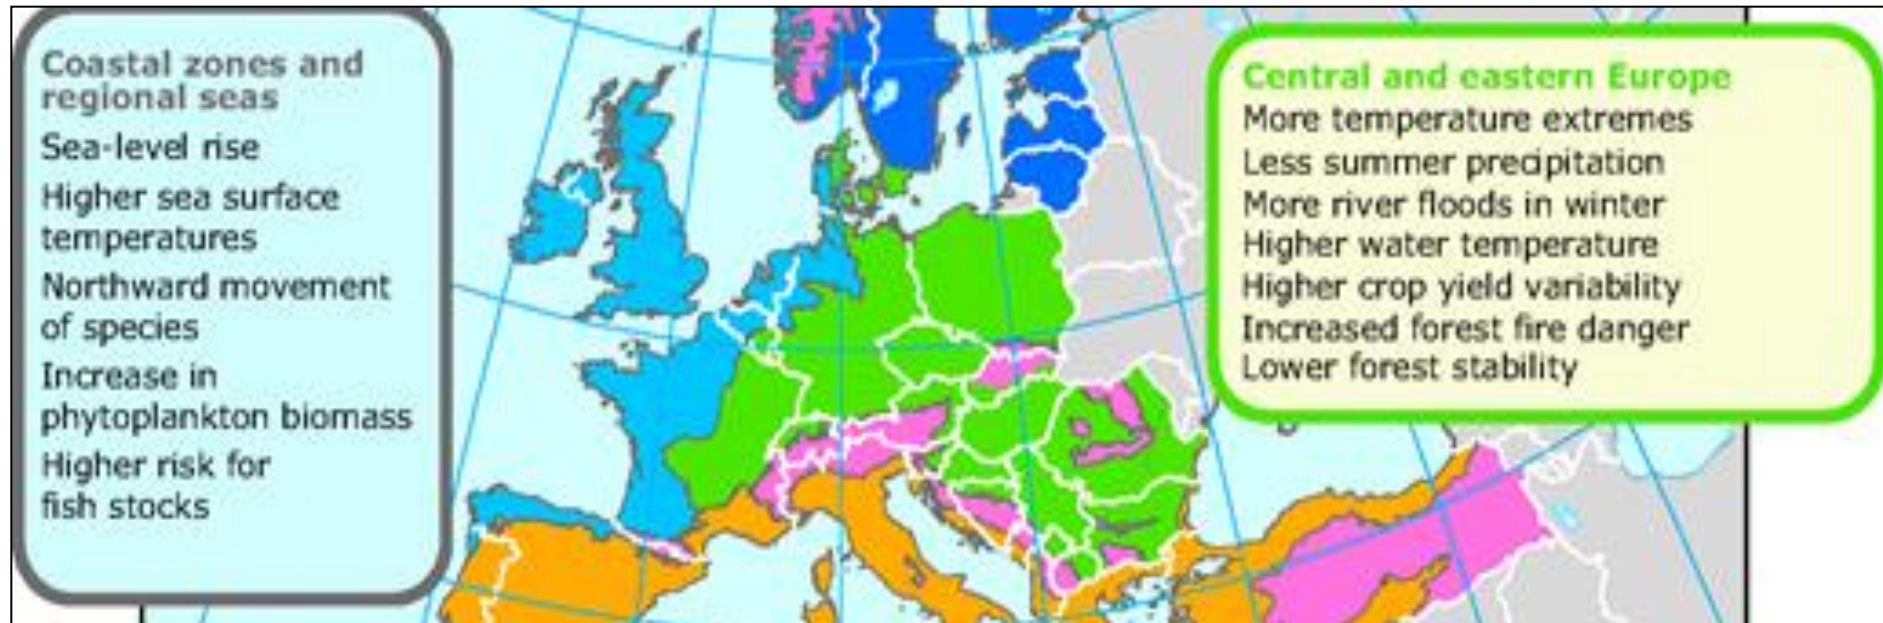 Coastal zones and
regional seas
Sea-level rise
Higher sea surface
temperatures
Northward movement
of species
Increase in
phytoplankton biomass
Higher risk for
fish stocks
Central and eastern Europe
More temperature extremes
Less summer precipitation
More river floods in winter
Higher water temperature
Higher crop yield variability
Increased forest fire danger
Lower forest stability